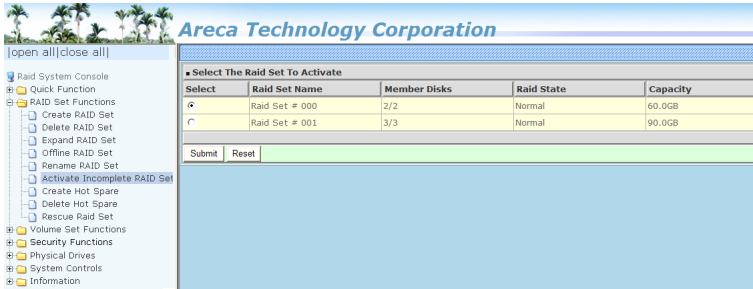 Areca Technology Corporation
|open all|close all|
Raid System Console
Quick Function
RAID Set Functions
Create RAID Set
Delete RAID Set
Expand RAID Set
Offline RAID Set
Rename RAID Set
Activate Incomplete RAID Set
Create Hot Spare
Delete Hot Spare
Rescue Raid Set
Volume Set Functions
Security Functions
Physical Drives
System Controls
Information
Select The Raid Set To Activate
Select Raid Set Name Member Disks Raid State Capacity
Raid Set # 000 2/2 Normal 60.0GB
Raid Set # 001 3/3 Normal 90.0GB
Submit Reset